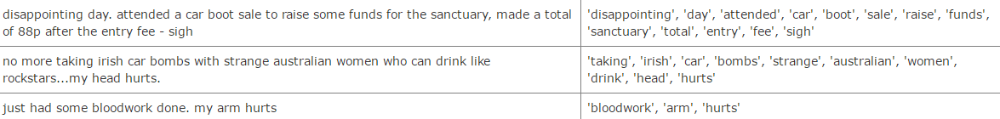 disappointing day. attended a car boot sale to raise some funds for the sanctuary, made a total
of 88p after the entry fee - sigh
'disappointing', 'day', 'attended', 'car', 'boot', 'sale', 'raise', 'funds',
'sanctuary', 'total', 'entry', 'fee', 'sigh'
no more taking irish car bombs with strange australian women who can drink like
rockstars...my head hurts.
'taking', 'irish', 'car', 'bombs', 'strange', 'australian', 'women',
'drink', 'head', 'hurts'
just had some bloodwork done. my arm hurts
'bloodwork', 'arm', 'hurts'